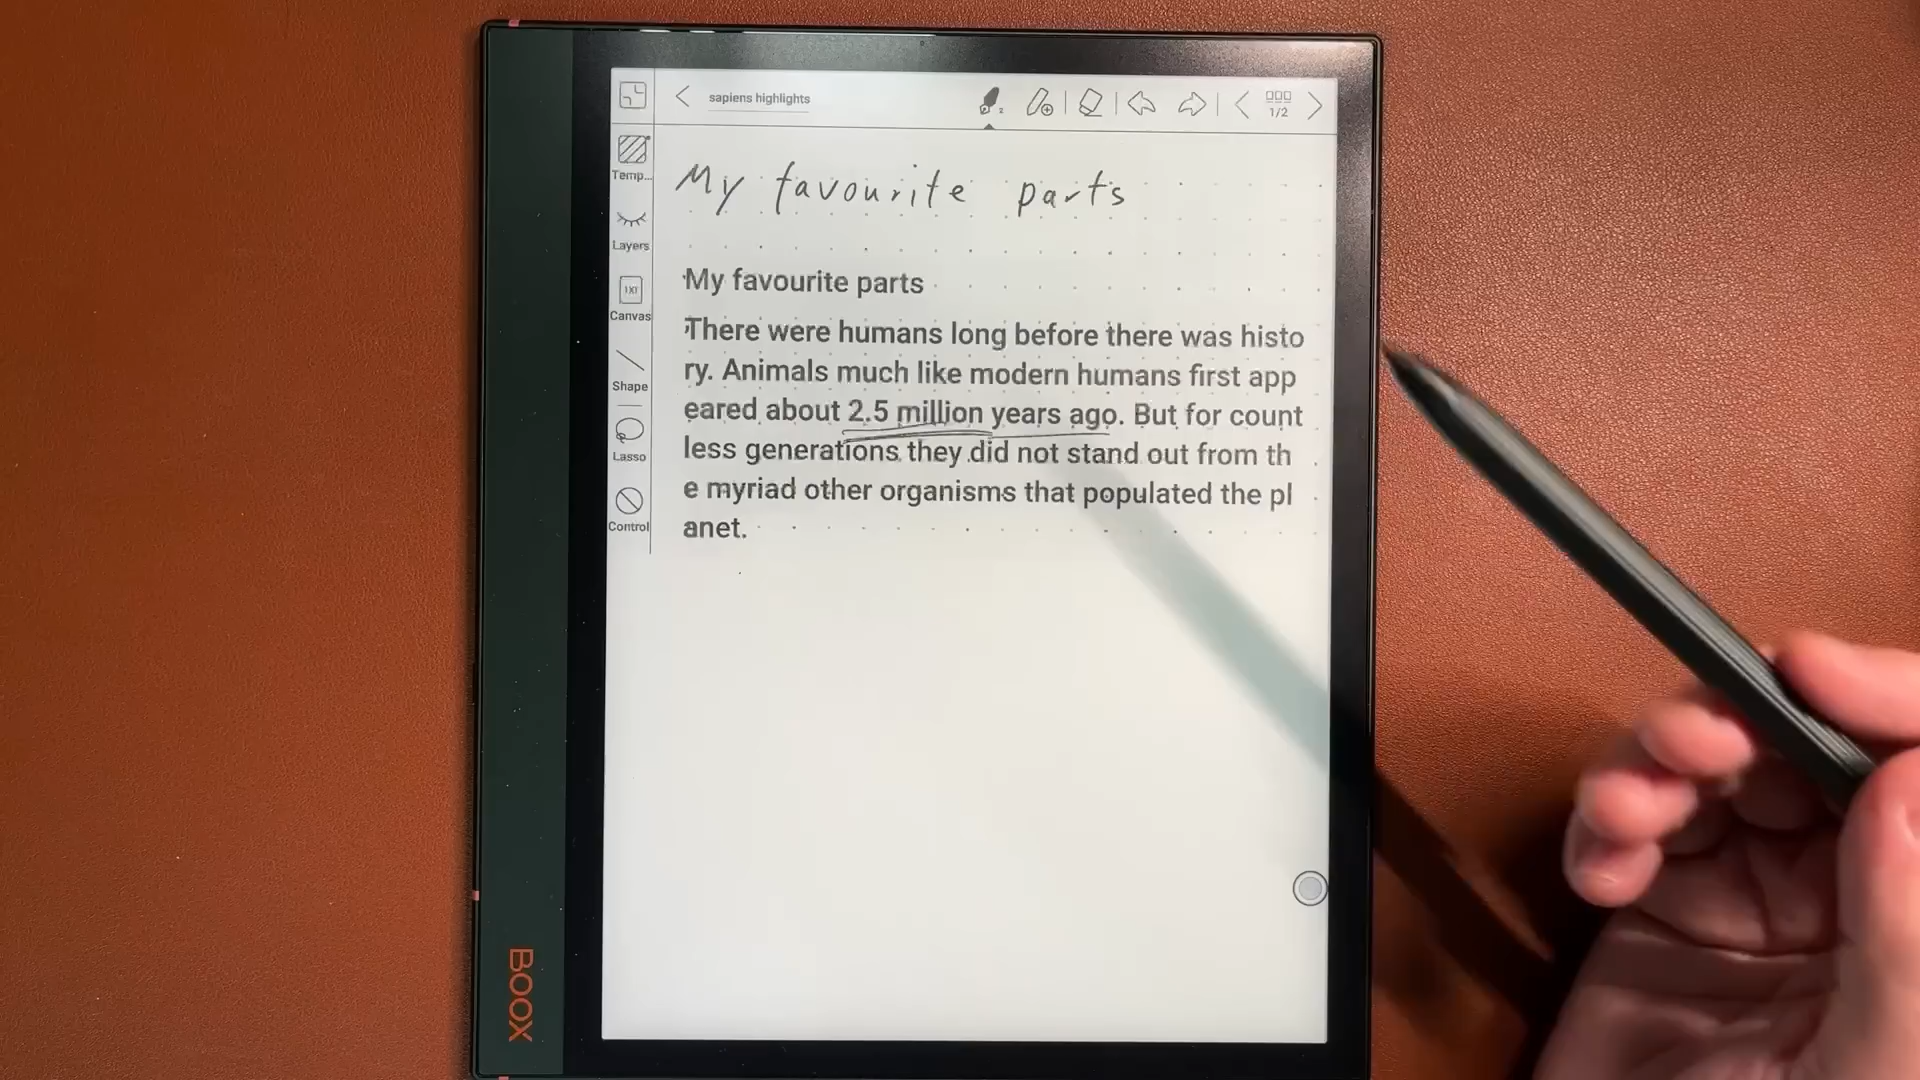 sapiens highlights
2
1/2
Temp...
Layers
TXT
Canvas
Shape
Lasso
Control
My favourite parts
My favourite parts
There were humans long before there was histo
ry. Animals much like modern humans first app
eared about 2.5 million years ago. But for count
less generations they did not stand out from th
e myriad other organisms that populated the pl
anet.
BOOX